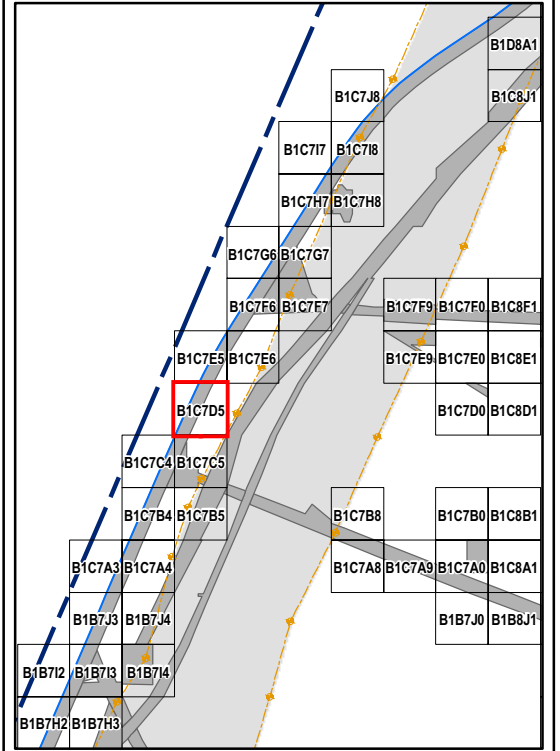 B1D8A1
B1C7J8 B1C8J1
B1C7I7 B1C7I8
B1C7H7 B1C7H8
B1C7G6 B1C7G7
B1C7F6 B1C7F7 B1C7F9 B1C7F0 B1C8F1
B1C7E5 B1C7E6 B1C7E9 B1C7E0 B1C8E1
B1C7D5 B1C7D0 B1C8D1
B1C7C4 B1C7C5
B1C7B4 B1C7B5 B1C7B8 B1C7B0 B1C8B1
B1C7A3 B1C7A4 B1C7A8 B1C7A9 B1C7A0 B1C8A1
B1B7J3 B1B7J4 B1B7J0 B1B8J1
B1B7I2 B1B7I3 B1B7I4
B1B7H2 B1B7H3